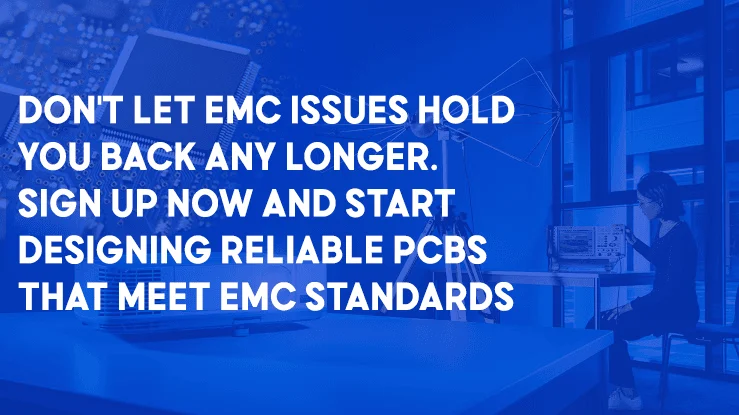 DON'T LET EMC ISSUES HOLD
YOU BACK ANY LONGER.
SIGN UP NOW AND START
DESIGNING RELIABLE PCBS
THAT MEET EMC STANDARDS